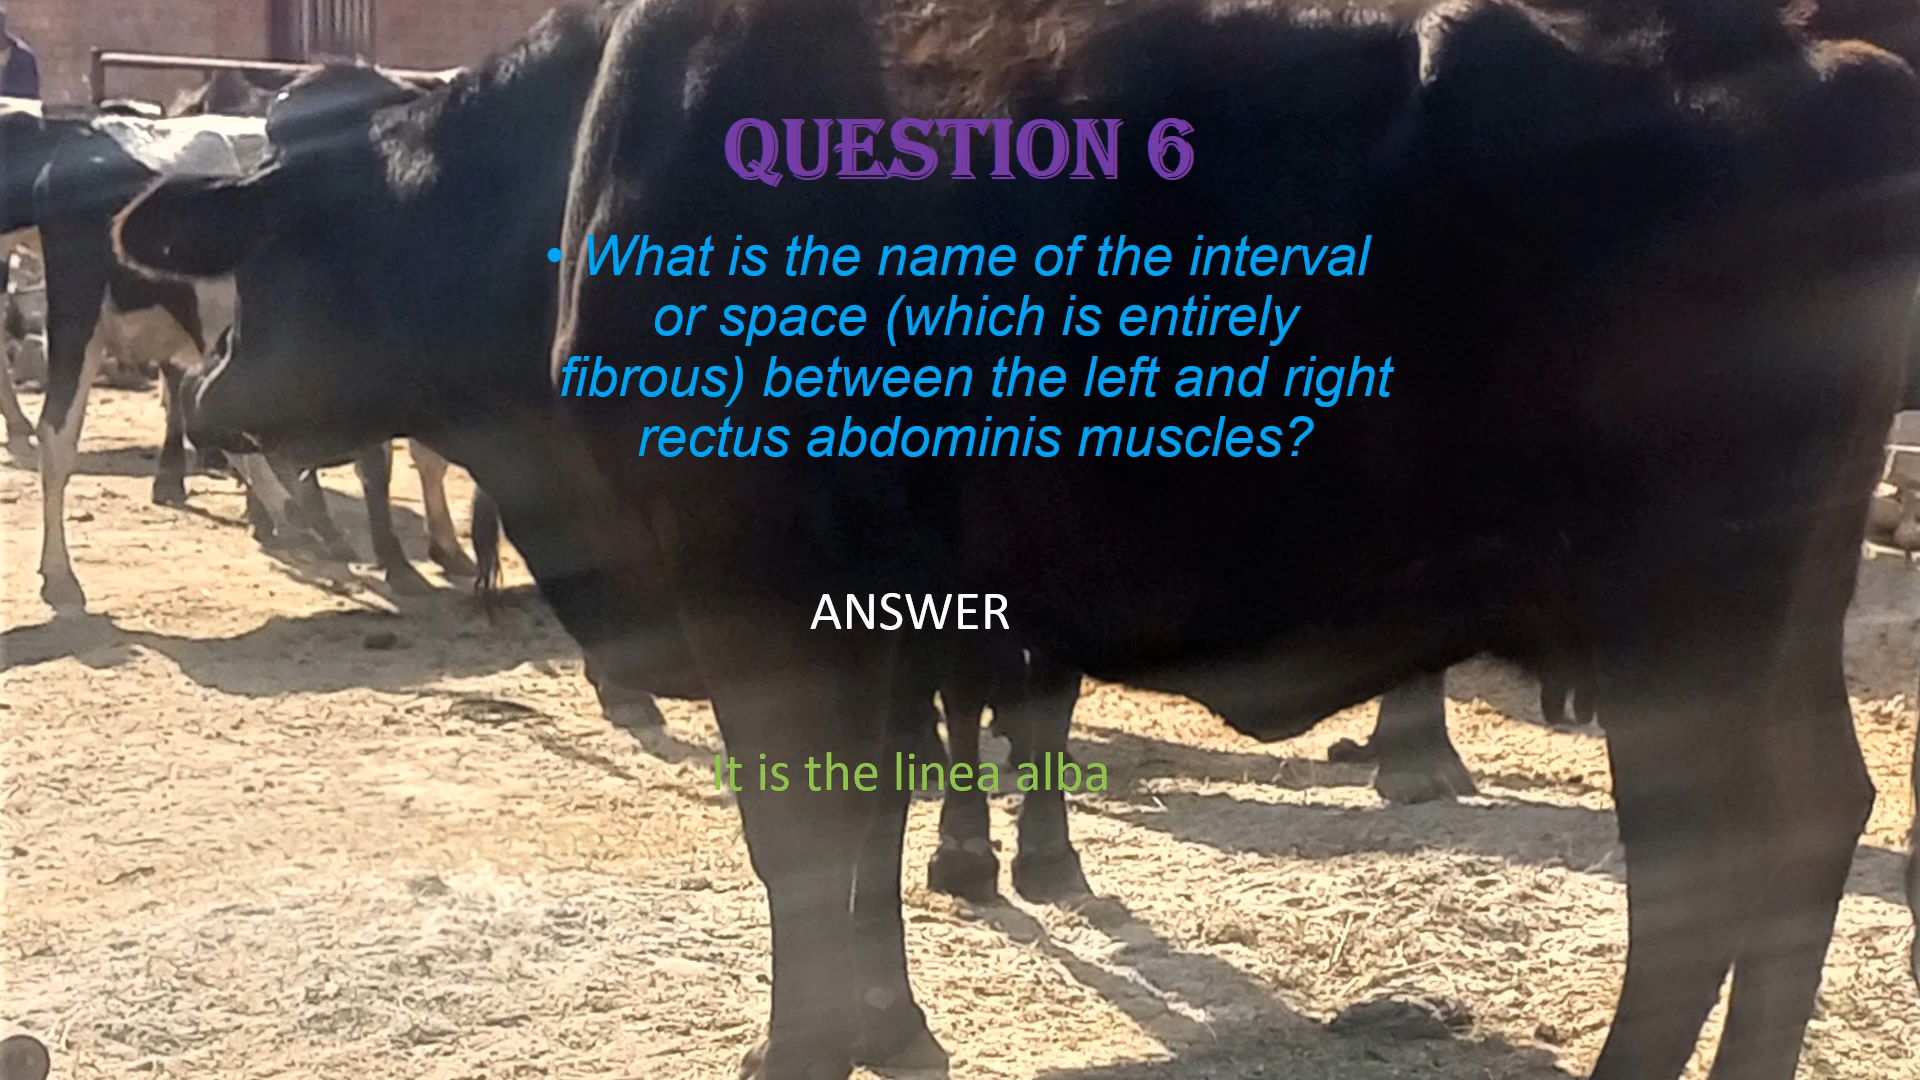 QUESTION 6
• What is the name of the interval
or space (which is entirely
fibrous) between the left and right
rectus abdominis muscles?
ANSWER
It is the linea alba